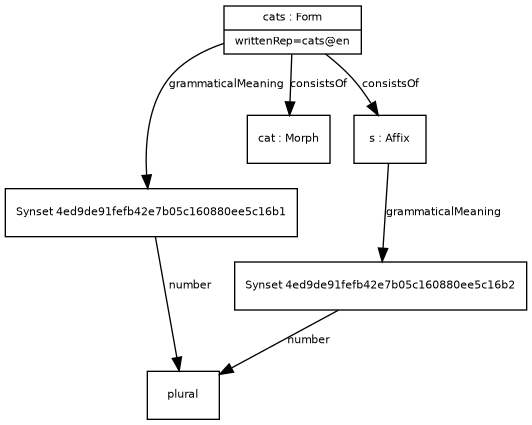 cats : Form
writtenRep=cats@en
grammaticalMeaning
consistsOf
consistsOf
cat : Morph
s : Affix
Synset 4ed9de91fefb42e7b05c160880ee5c16b1
grammaticalMeaning
Synset 4ed9de91fefb42e7b05c160880ee5c16b2
number
number
plural